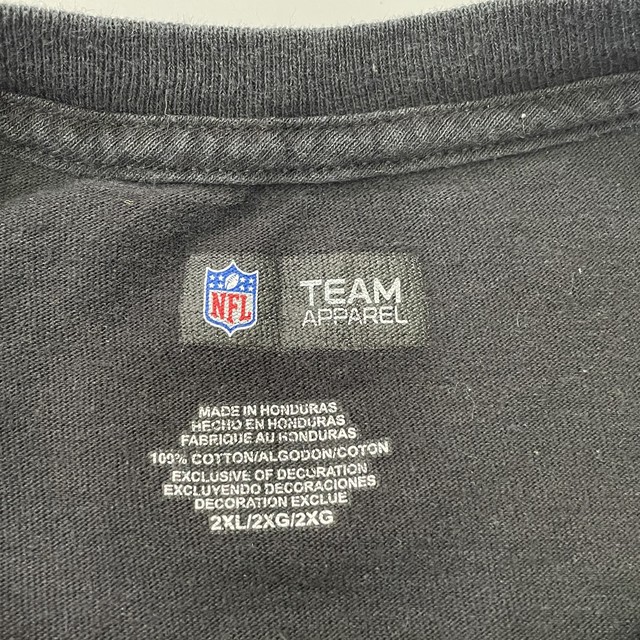 NFL
TEAM
APPAREL
MADE IN HONDURAS
HECHO EN HONDURAS
FABRIQUE AU HONDURAS
100% COTTON/ALGODON/COTON
EXCLUSIVE OF DECORATION
EXCLUYENDO DECORACIONES
DECORATION EXCLUE
2XL/2XG/2XG